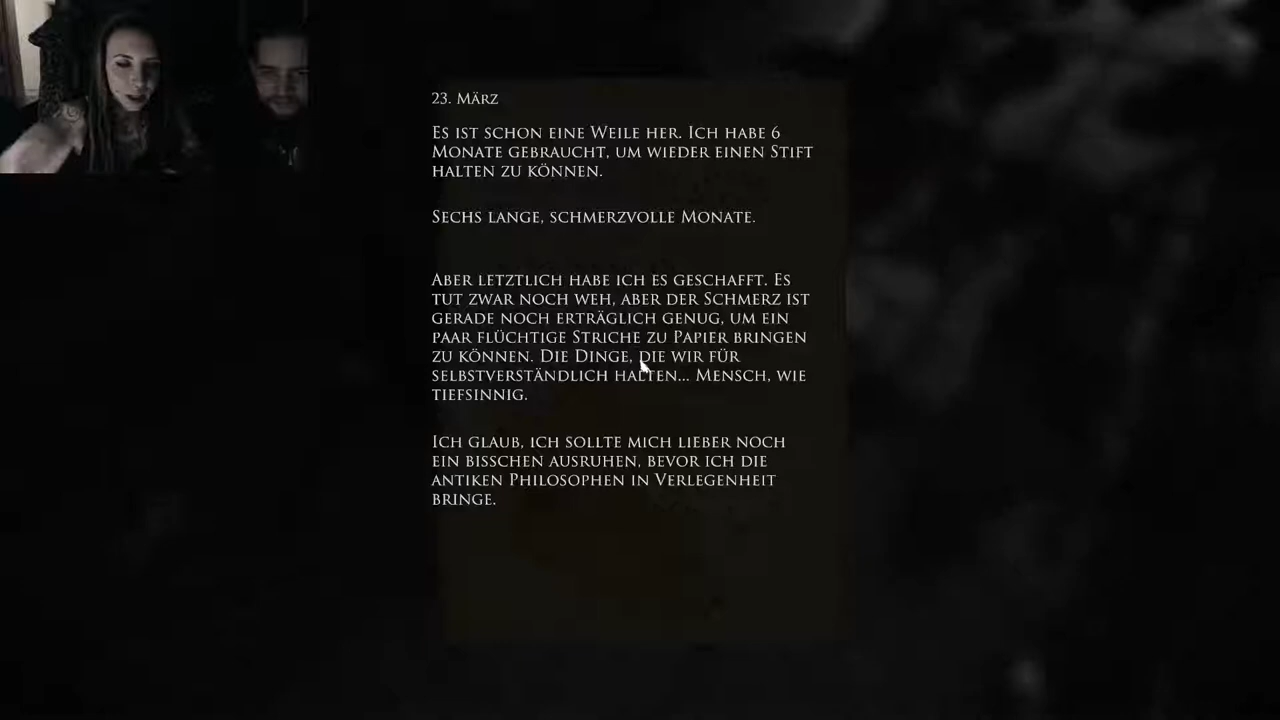 23. März
Es ist schon eine Weile her. Ich habe 6
Monate gebraucht, um wieder einen Stift
halten zu können.
Sechs lange, schmerzvolle Monate.
Aber letztlich habe ich es geschafft. Es
tut zwar noch weh, aber der Schmerz ist
gerade noch erträglich genug, um ein
paar flüchtige Striche zu Papier bringen
zu können. Die Dinge, die wir für
selbstverständlich halten... Mensch, wie
tiefsinnig.
Ich glaub, ich sollte mich lieber noch
ein bisschen ausruhen, bevor ich die
antiken Philosophen in Verlegenheit
bringe.